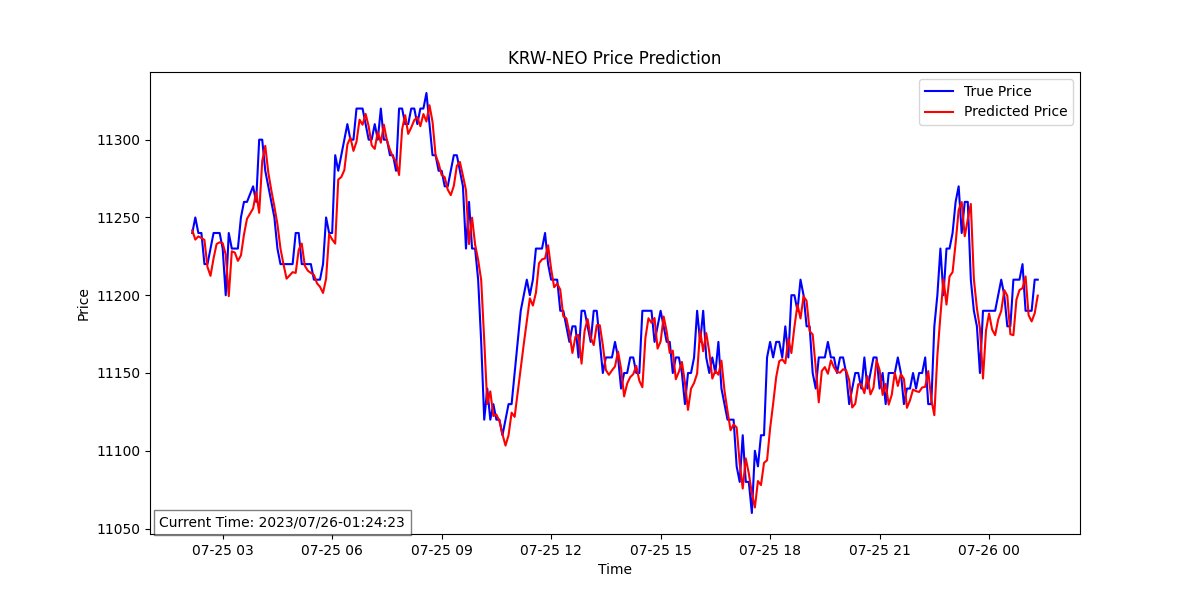 KRW-NEO Price Prediction
True Price
Predicted Price
11300
11250
11200
11150
11100
11050
Price
Current Time: 2023/07/26-01:24:23
07-25 03 07-25 06 07-25 09 07-25 12 07-25 15 07-25 18 07-25 21 07-26 00
Time